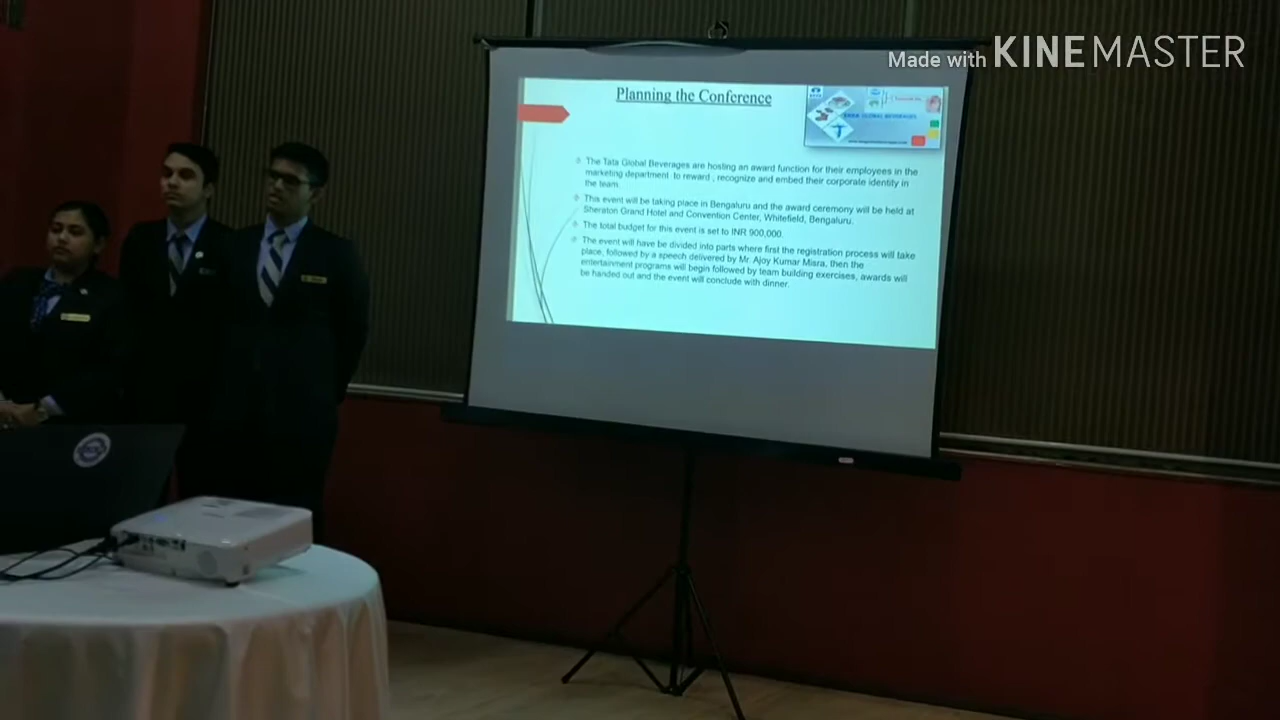 Made with KINEMASTER
Planning the Conference
The Tata Global Beverages are hosting an award function for their employees in the
marketing department to reward , recognize and embed their corporate identity in
the team.
This event will be taking place in Bengaluru and the award ceremony will be held at
Sheraton Grand Hotel and Convention Center, Whitefield, Bengaluru.
The total budget for this event is set to INR 900,000.
The event will have be divided into parts where first the registration process will take
place, followed by a speech delivered by Mr. Ajoy Kumar Misra, then the
entertainment programs will begin followed by team building exercises, awards will
be handed out and the event will conclude with dinner.
GLOBAL BEVERAGES